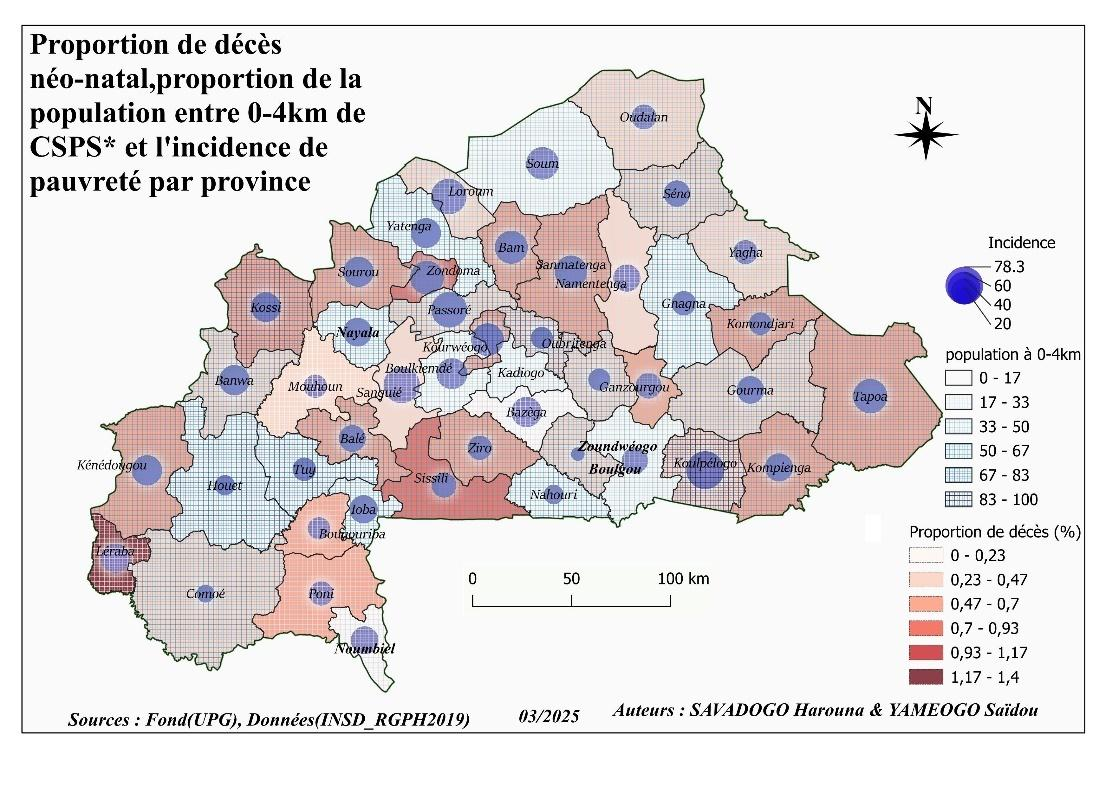 Proportion de décès
néo-natal,proportion de la
population entre 0-4km de
CSPS* et l'incidence de
pauvreté par province
N
Oudalan
Soum
Séno
Loroum
Yatenga
Yagha
Bam
Sourou
Zondoma
Sanmatenga
Namentenga
Gnagna
Kossi
Passoré
Komondjari
Nayala
Kourwéogo
Oubritenga
Boulkiemdé
Kadiogo
Banwa
Mouhoun
Sanguié
Ganzourgou
Gourma
Tapoa
Bazèga
Balé
Ziro
Zoundwéogo
Boulgou
Koulpélogo
Kompienga
Kénédougou
Tuy
Houet
Sissili
Nahouri
Ioba
Bougouriba
Léraba
Comoé
Poni
Noumbiel
Incidence
78.3
60
40
20
population à 0-4km
0 - 17
17 - 33
33 - 50
50 - 67
67 - 83
83 - 100
Proportion de décès (%)
0 - 0,23
0,23 - 0,47
0,47 - 0,7
0,7 - 0,93
0,93 - 1,17
1,17 - 1,4
0 50 100 km
Sources : Fond(UPG), Données(INSD_RGPH2019) 03/2025 Auteurs : SAVADOGO Harouna & YAMEOGO Saïdou